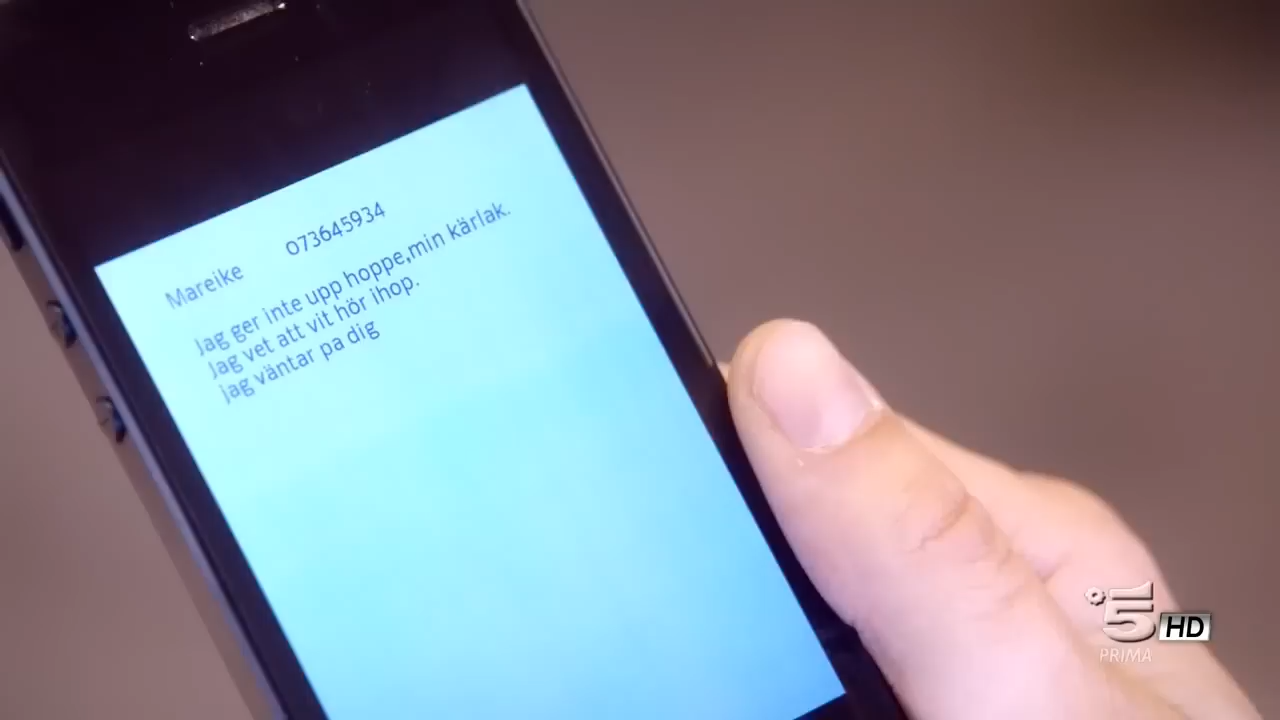 Mareike 073645934
Jag ger inte upp hoppe,min kärlak.
Jag vet att vit hör ihop.
jag väntar pa dig
5 HD
PRIMA